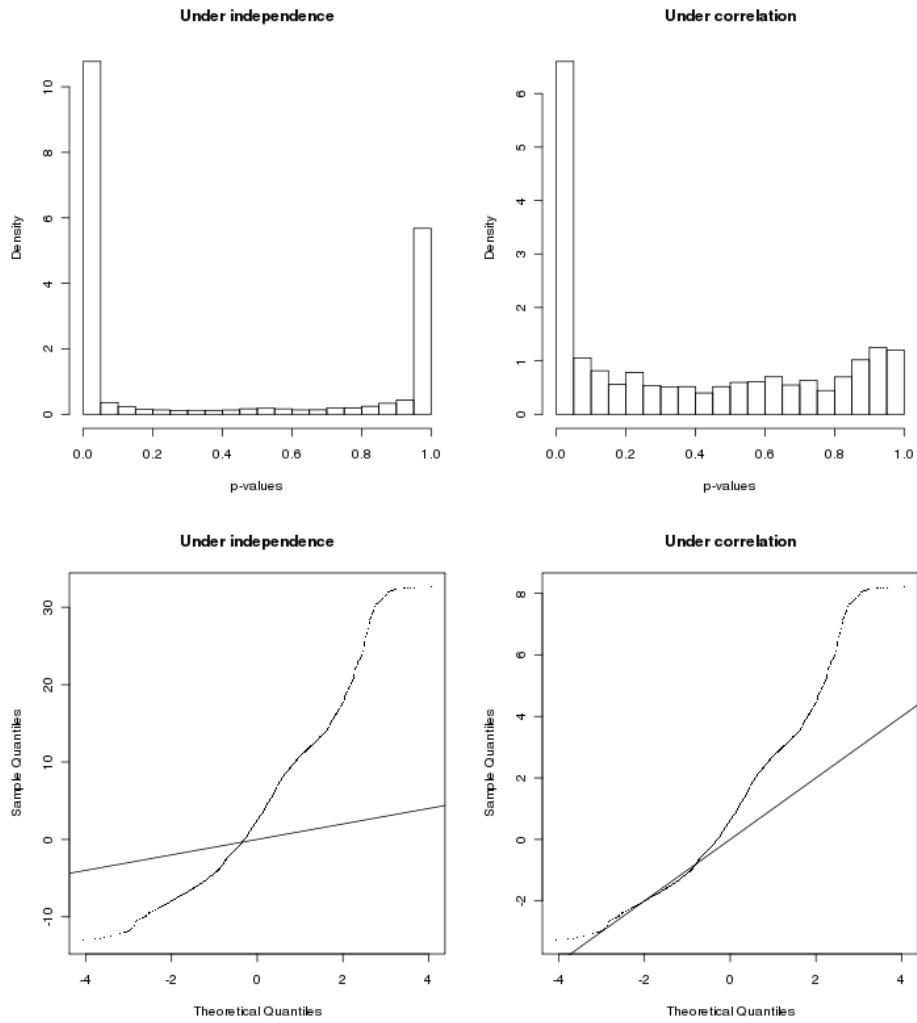 Under independence
Under correlation
Density
10
8
6
4
2
0
0.0 0.2 0.4 0.6 0.8 1.0
p-values
Density
6
5
4
3
2
1
0
0.0 0.2 0.4 0.6 0.8 1.0
p-values
Under independence
Under correlation
Sample Quantiles
30
20
10
0
-10
-4 -2 0 2 4
Theoretical Quantiles
Sample Quantiles
8
6
4
2
0
-2
-4 -2 0 2 4
Theoretical Quantiles